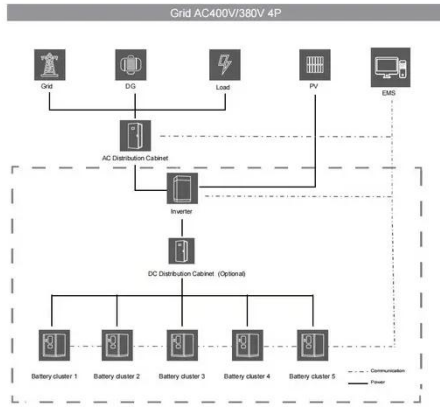 Grid AC400V/380V 4P
Grid
DG
Load
PV
EMS
AC Distribution Cabinet
Inverter
DC Distribution Cabinet (Optional)
Battery cluster 1
Battery cluster 2
Battery cluster 3
Battery cluster 4
Battery cluster 5
Communication
Power